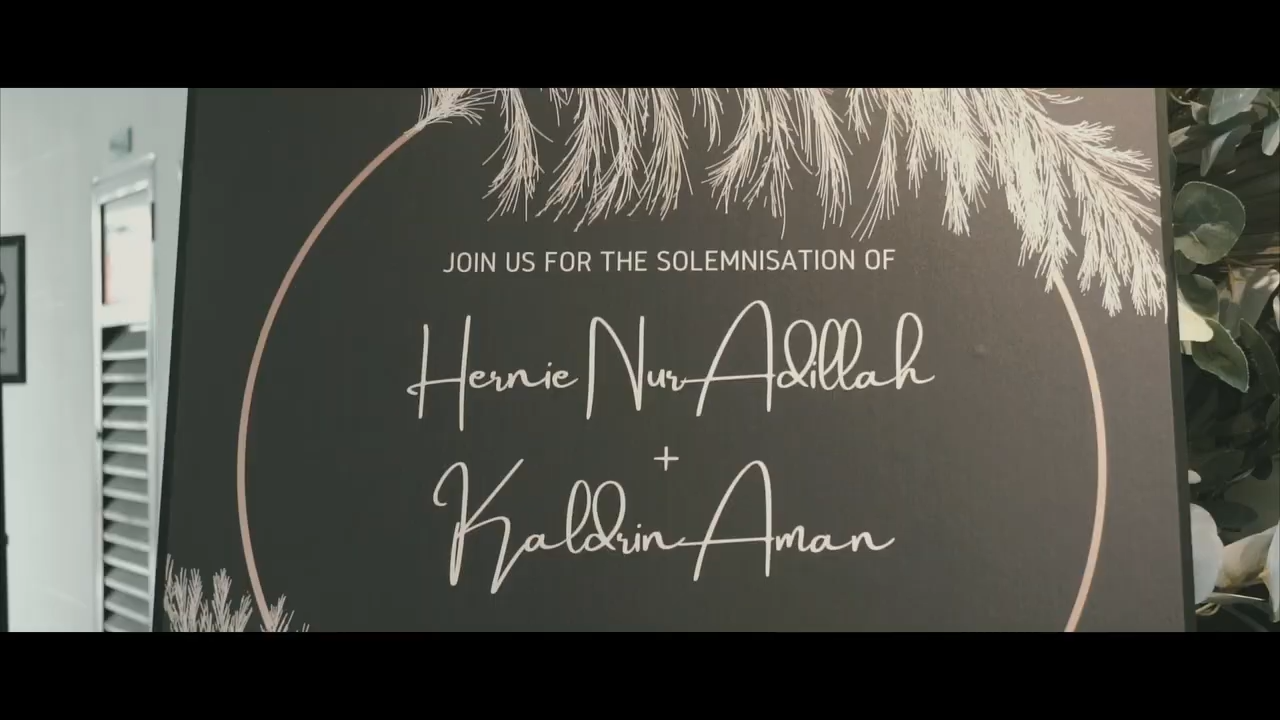 JOIN US FOR THE SOLEMNISATION OF
Hernie Nur Adillah
+
Kaldrin Aman